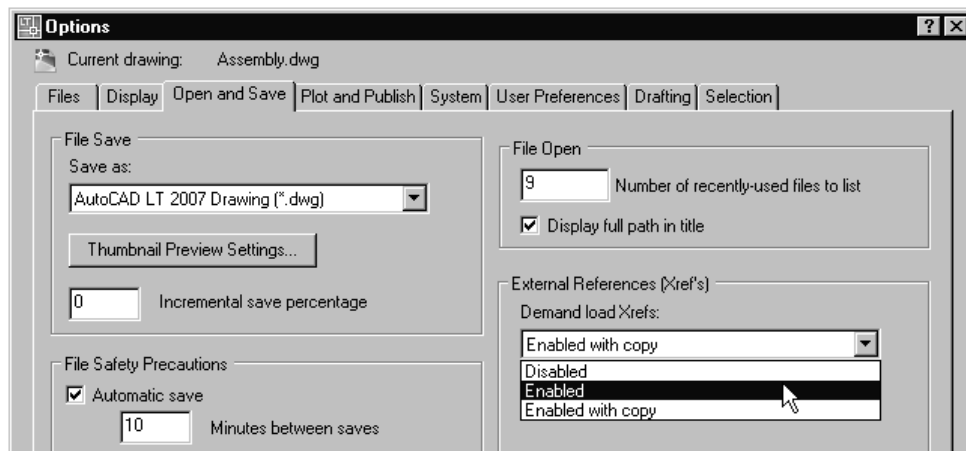 LT
Options
Current drawing: Assembly.dwg
Files Display Open and Save Plot and Publish System User Preferences Drafting Selection
File Save
Save as:
AutoCAD LT 2007 Drawing (*.dwg)
Thumbnail Preview Settings...
0 Incremental save percentage
File Safety Precautions
Automatic save
10 Minutes between saves
File Open
9 Number of recently-used files to list
Display full path in title
External References (Xref's)
Demand load Xrefs:
Enabled with copy
Disabled
Enabled
Enabled with copy